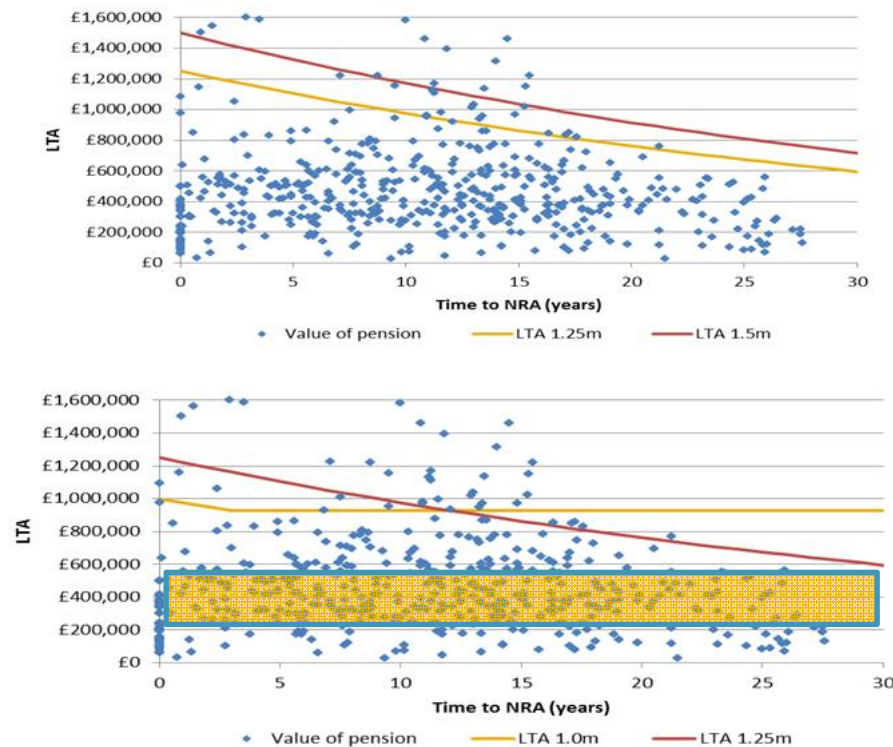 £1,600,000
£1,400,000
£1,200,000
£1,000,000
£800,000
£600,000
£400,000
£200,000
£0
LTA
0 5 10 15 20 25 30
Time to NRA (years)
Value of pension LTA 1.25m LTA 1.5m
£1,600,000
£1,400,000
£1,200,000
£1,000,000
£800,000
£600,000
£400,000
£200,000
£0
LTA
0 5 10 15 20 25 30
Time to NRA (years)
Value of pension LTA 1.0m LTA 1.25m